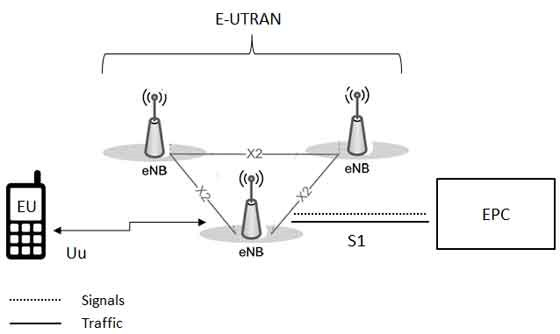 E-UTRAN
X2
eNB
eNB
X2
X2
EU
Uu
eNB
S1
EPC
Signals
Traffic